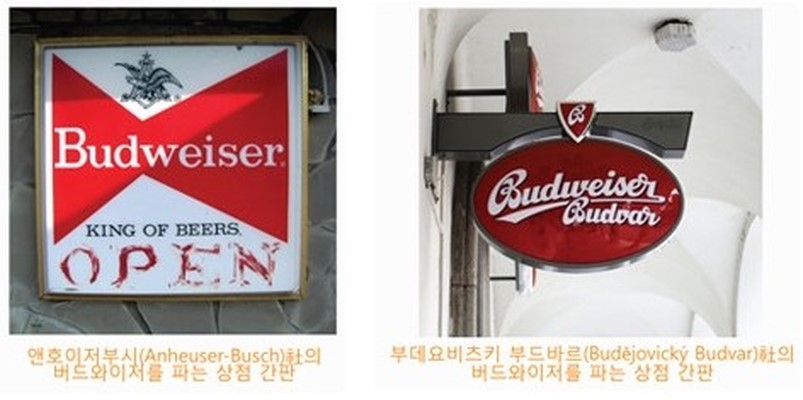 Budweiser
KING OF BEERS.
OPEN
B
Budweiser
Budvar
앤호이저부시(Anheuser-Busch)社의
버드와이저를 파는 상점 간판
부데요비츠키 부드바르(Budějovický Budvar)社의
버드와이저를 파는 상점 간판